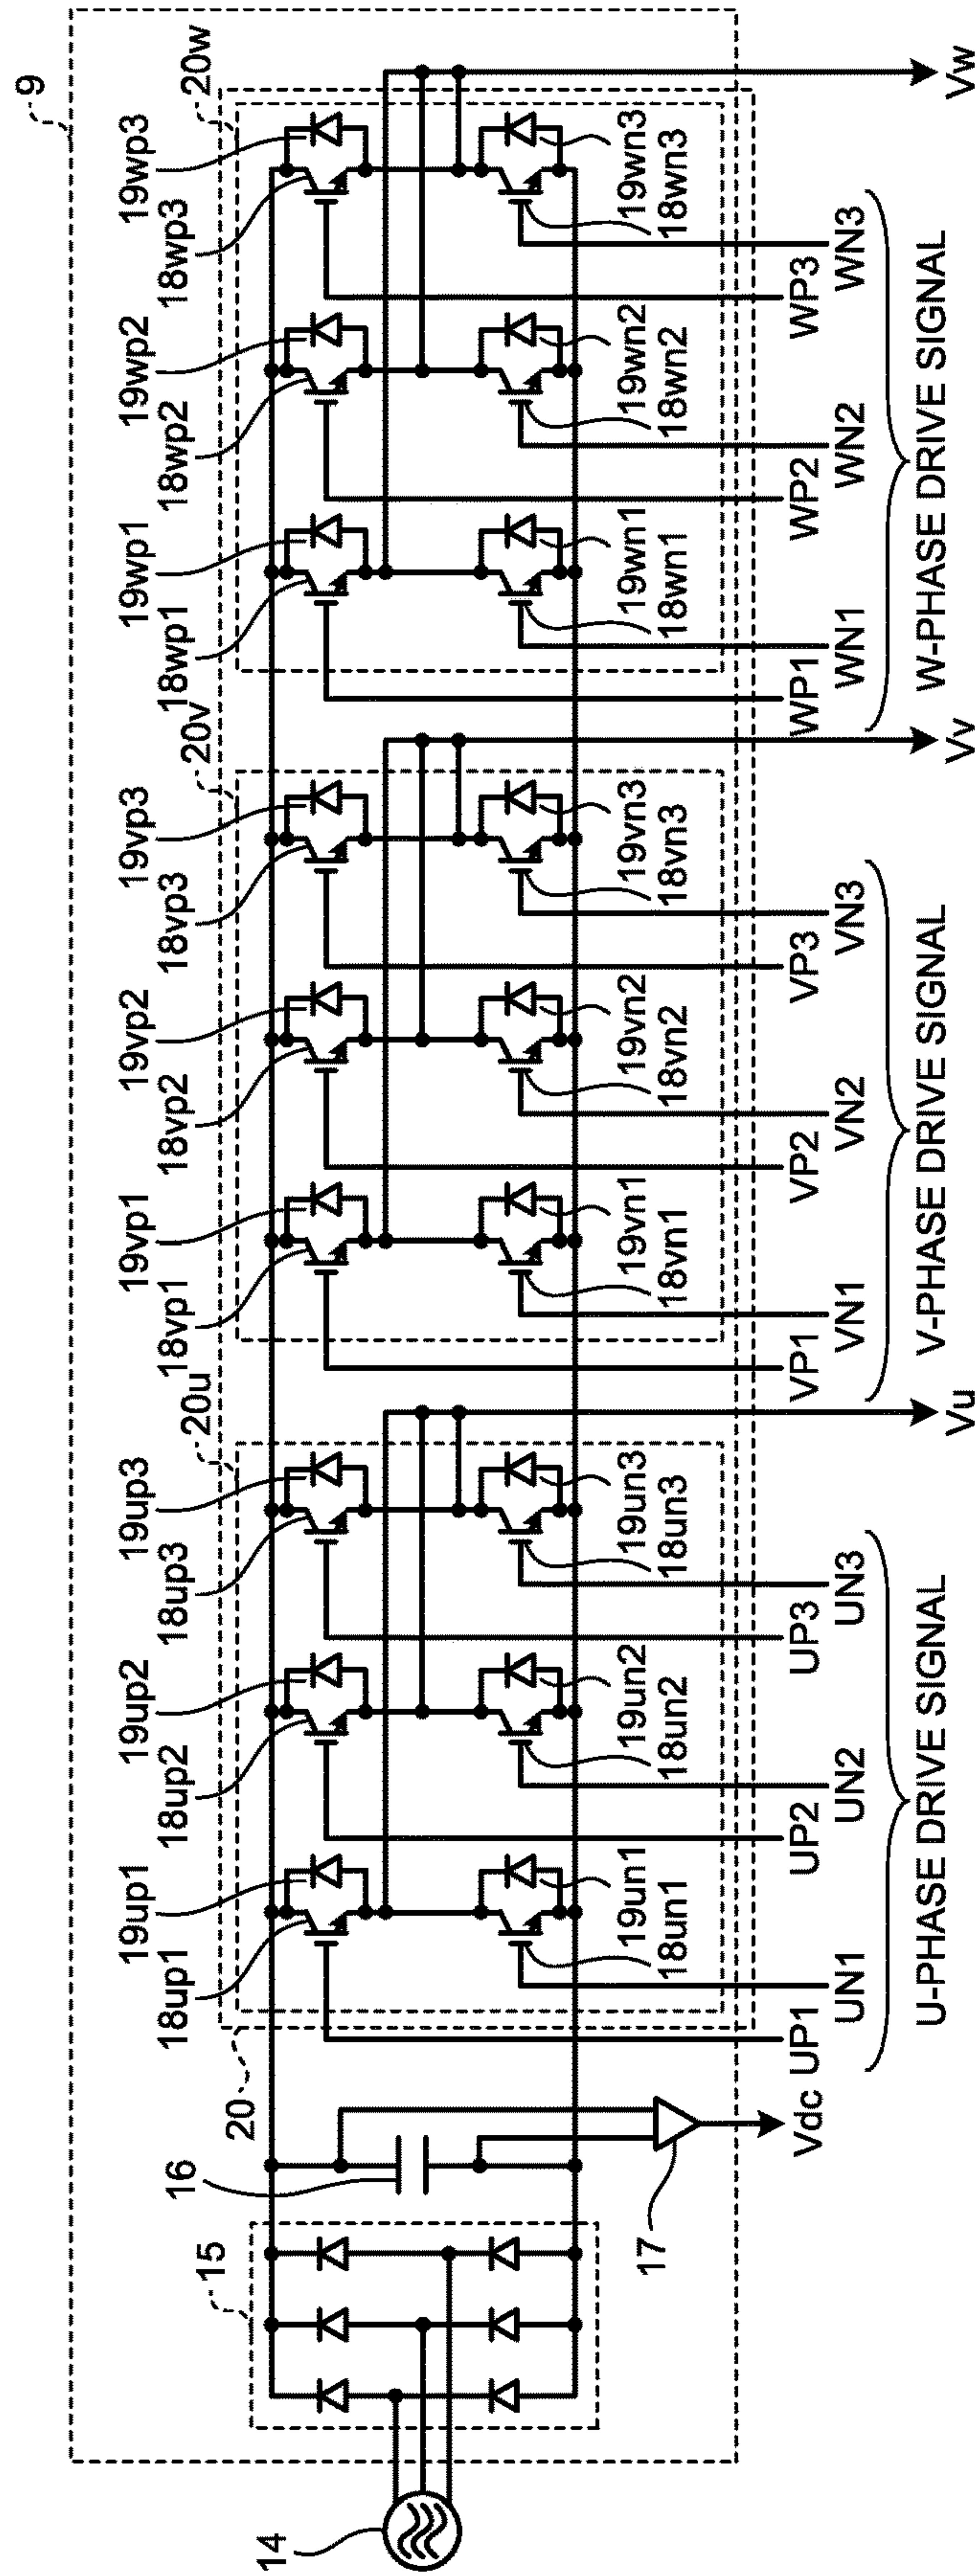 9
14
15
16
17
Vdc
20
20u
19up1
18up1
19up2
18up2
19up3
18up3
19un1
18un1
19un2
18un2
19un3
18un3
UP1
UN1
UP2
UN2
UP3
UN3
U-PHASE DRIVE SIGNAL
Vu
20v
19vp1
18vp1
19vp2
18vp2
19vp3
18vp3
19vn1
18vn1
19vn2
18vn2
19vn3
18vn3
VP1
VN1
VP2
VN2
VP3
VN3
V-PHASE DRIVE SIGNAL
Vv
20w
19wp1
18wp1
19wp2
18wp2
19wp3
18wp3
19wn1
18wn1
19wn2
18wn2
19wn3
18wn3
WP1
WN1
WP2
WN2
WP3
WN3
W-PHASE DRIVE SIGNAL
Vw